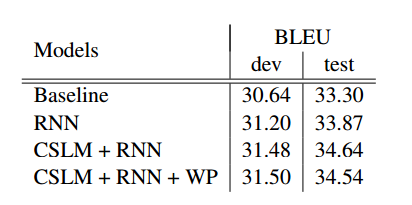 Models BLEU
dev test
Baseline 30.64 33.30
RNN 31.20 33.87
CSLM + RNN 31.48 34.64
CSLM + RNN + WP 31.50 34.54